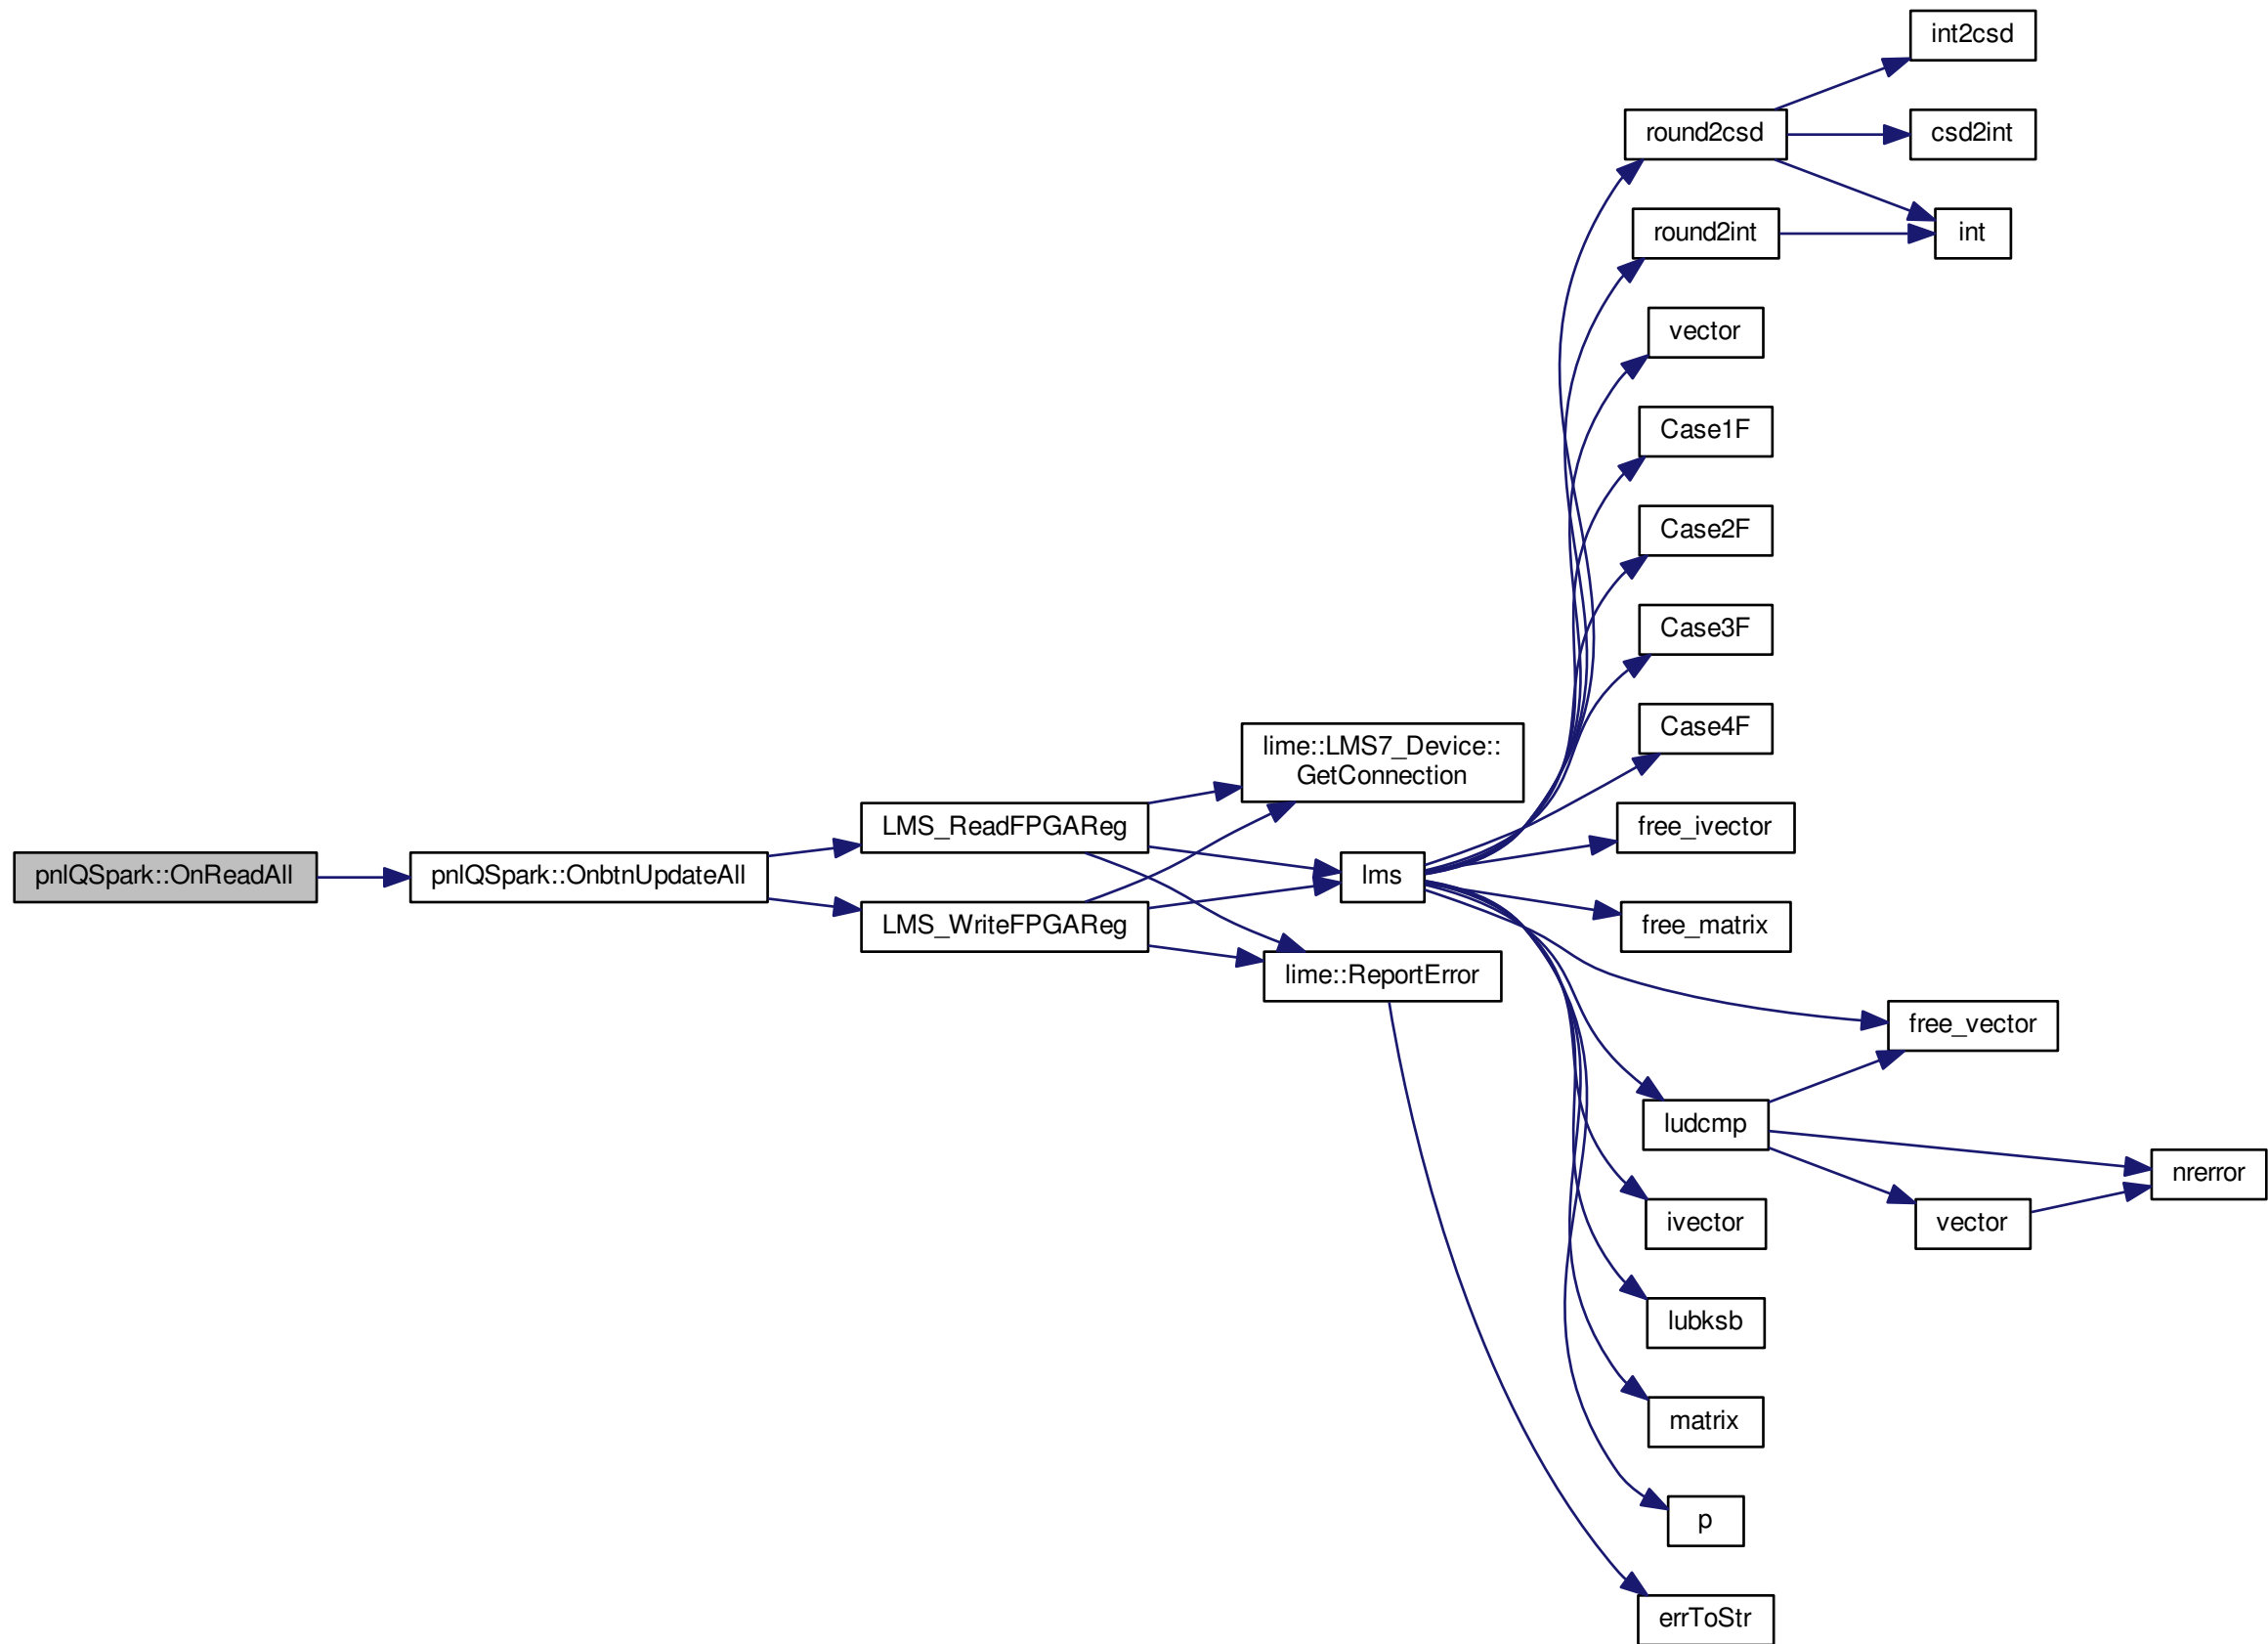 pnlQSpark::OnReadAll
pnlQSpark::OnbtnUpdateAll
LMS_ReadFPGAReg
LMS_WriteFPGAReg
lime::LMS7_Device::
GetConnection
lms
lime::ReportError
round2csd
round2int
vector
Case1F
Case2F
Case3F
Case4F
free_ivector
free_matrix
ludcmp
ivector
lubksb
matrix
p
errToStr
int2csd
csd2int
int
free_vector
vector
nrerror